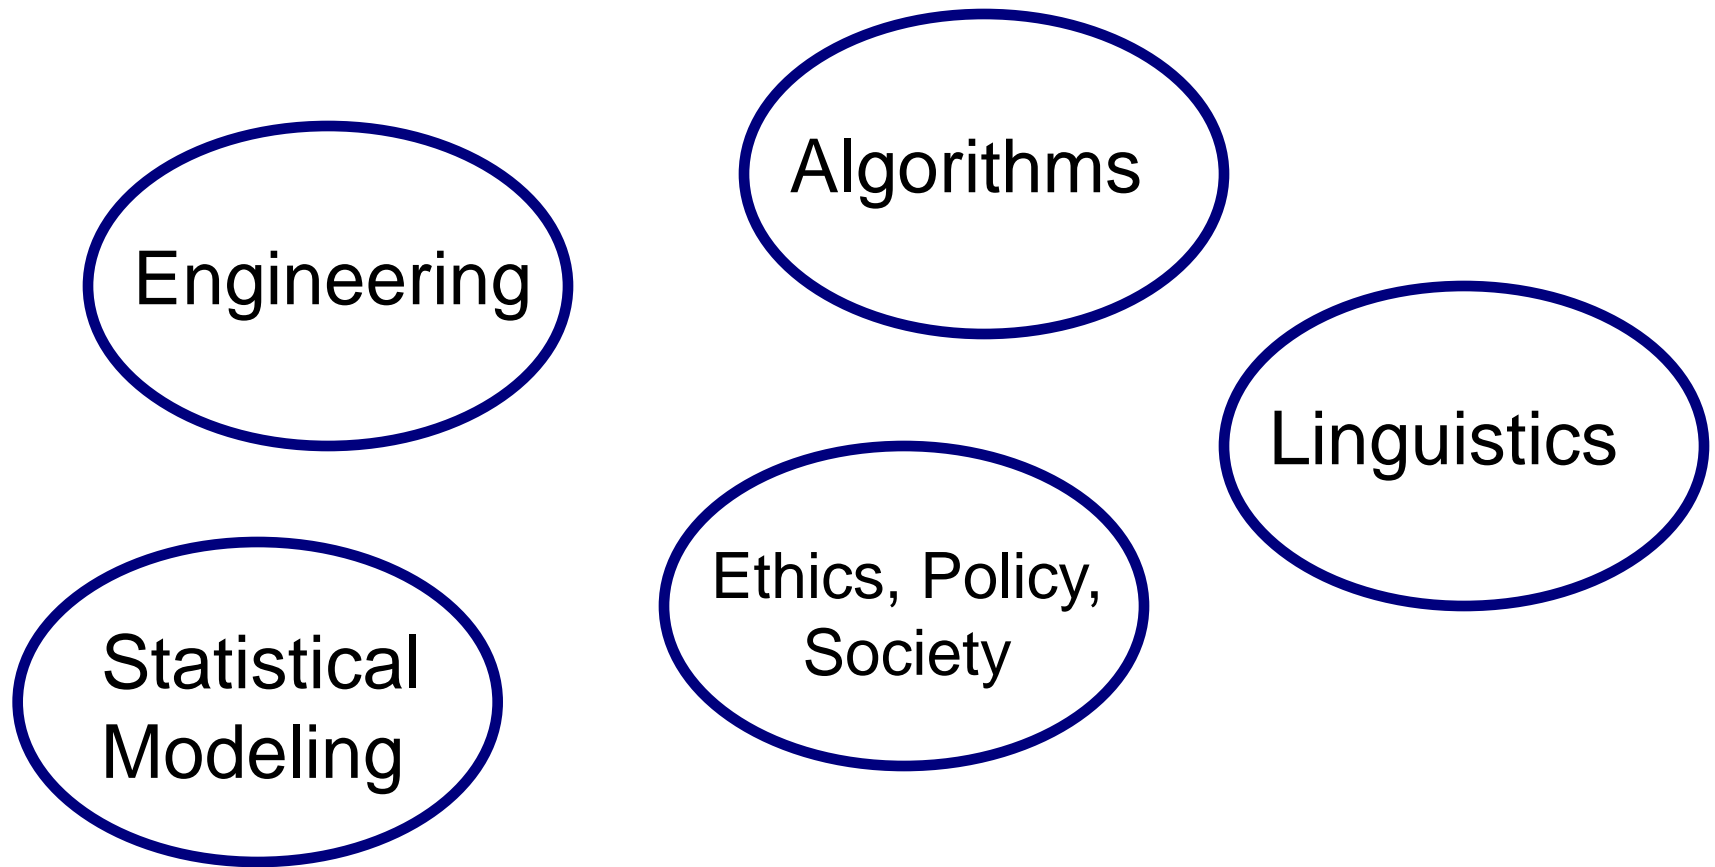 Algorithms
Engineering
Linguistics
Ethics, Policy,
Society
Statistical
Modeling